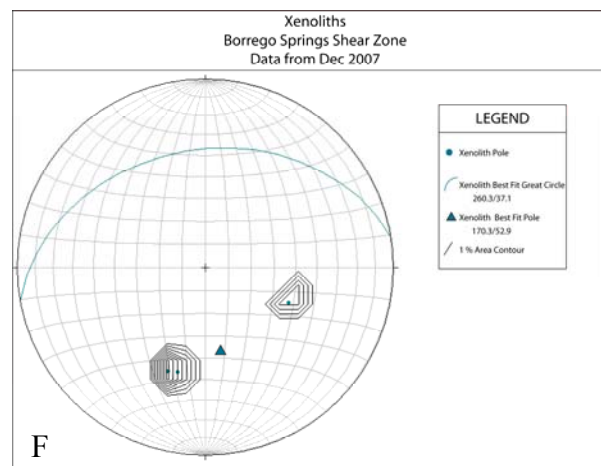 Xenoliths
Borrego Springs Shear Zone
Data from Dec 2007
LEGEND
Xenolith Pole
Xenolith Best Fit Great Circle
260.3/37.1
Xenolith Best Fit Pole
170.3/52.9
1 % Area Contour
F